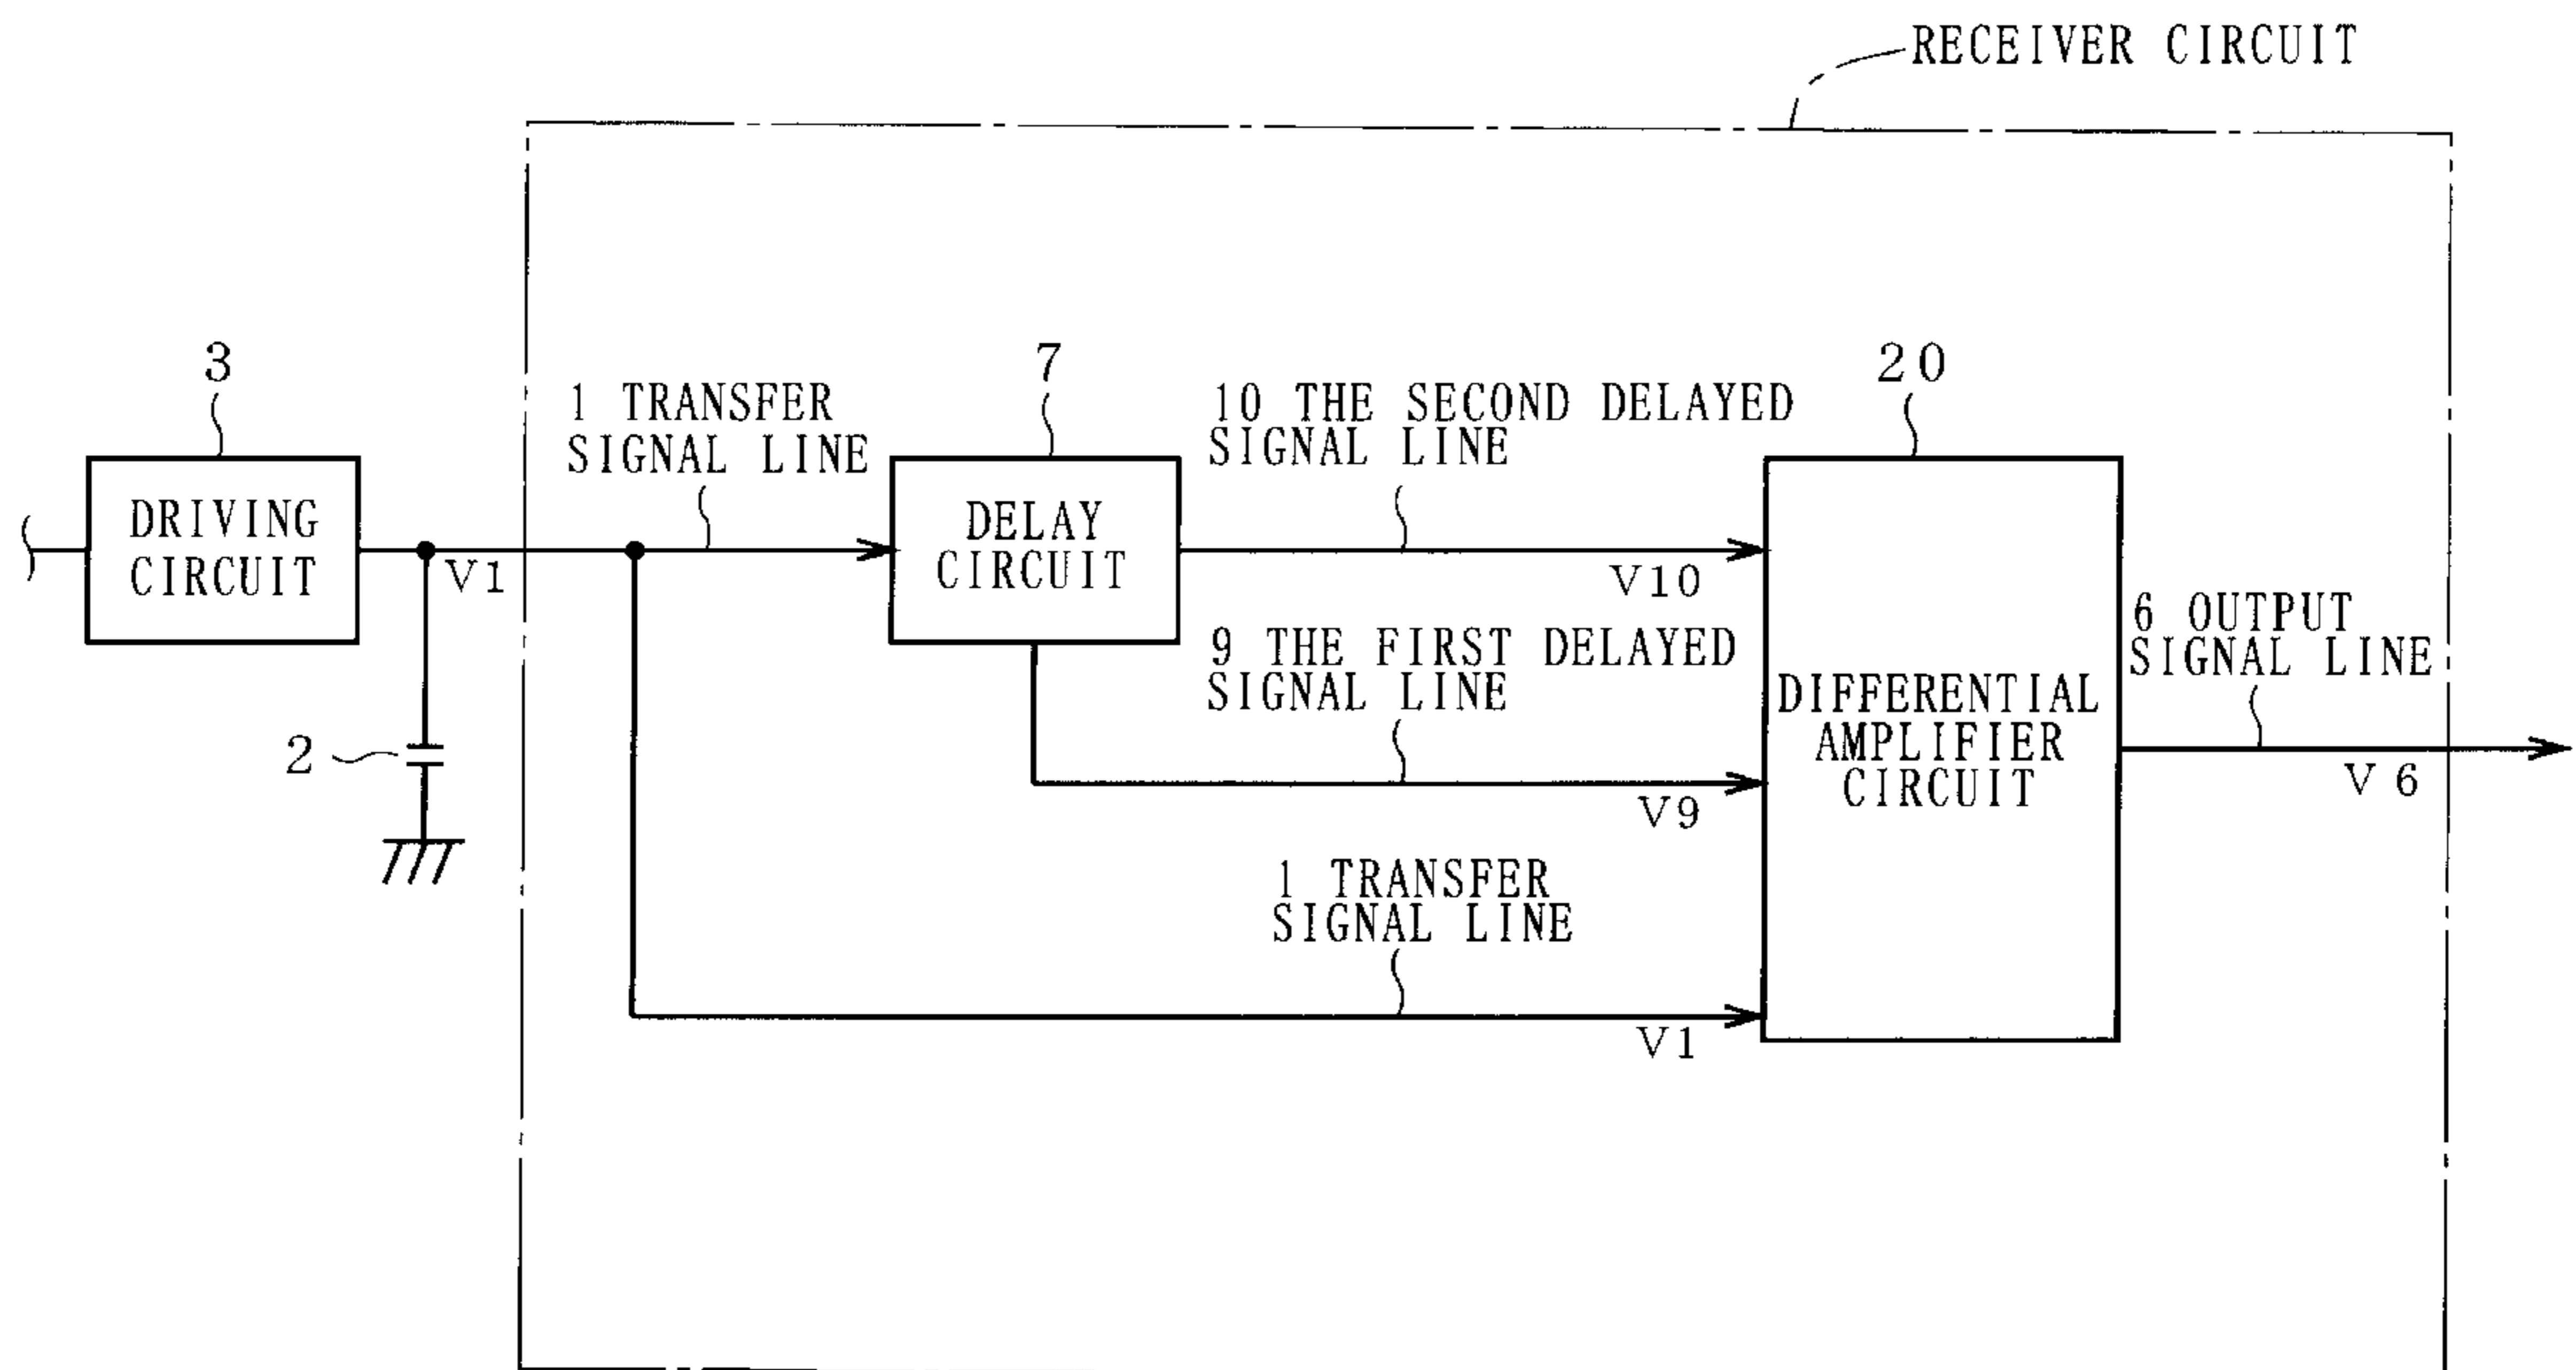 RECEIVER CIRCUIT
3
1 TRANSFER
SIGNAL LINE
7
10 THE SECOND DELAYED
SIGNAL LINE
20
DRIVING
CIRCUIT
V1
DELAY
CIRCUIT
V10
9 THE FIRST DELAYED
SIGNAL LINE
V9
DIFFERENTIAL
AMPLIFIER
CIRCUIT
6 OUTPUT
SIGNAL LINE
V 6
2
1 TRANSFER
SIGNAL LINE
V1